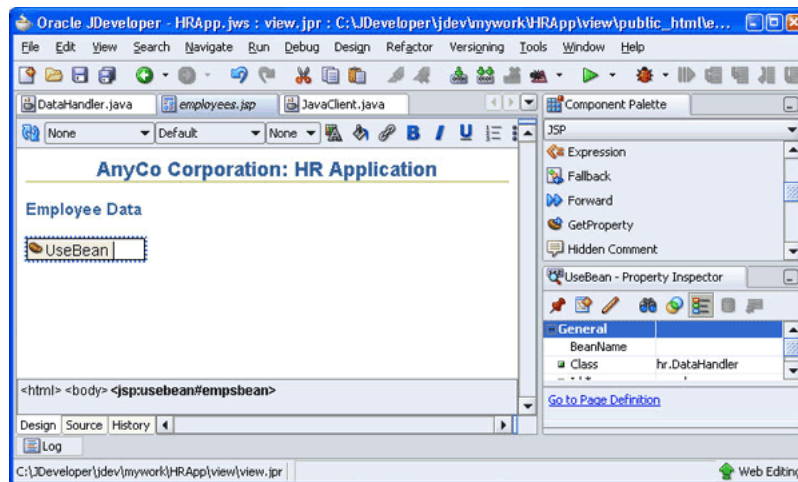 Oracle JDeveloper - HRApp.jws : view.jpr : C:\JDeveloper\jdev\mywork\HRApp\view\public_html\e...
File Edit View Search Navigate Run Debug Design Refactor Versioning Tools Window Help
DataHandler.java employees.jsp JavaClient.java
None Default None B I U
AnyCo Corporation: HR Application
Employee Data
UseBean
<html> <body> <jsp:usebean#empsbean>
Design Source History
Log
C:\JDeveloper\jdev\mywork\HRApp\view\view.jpr
Component Palette
JSP
Expression
Fallback
Forward
GetProperty
Hidden Comment
UseBean - Property Inspector
General
BeanName
Class hr.DataHandler
Go to Page Definition
Web Editing